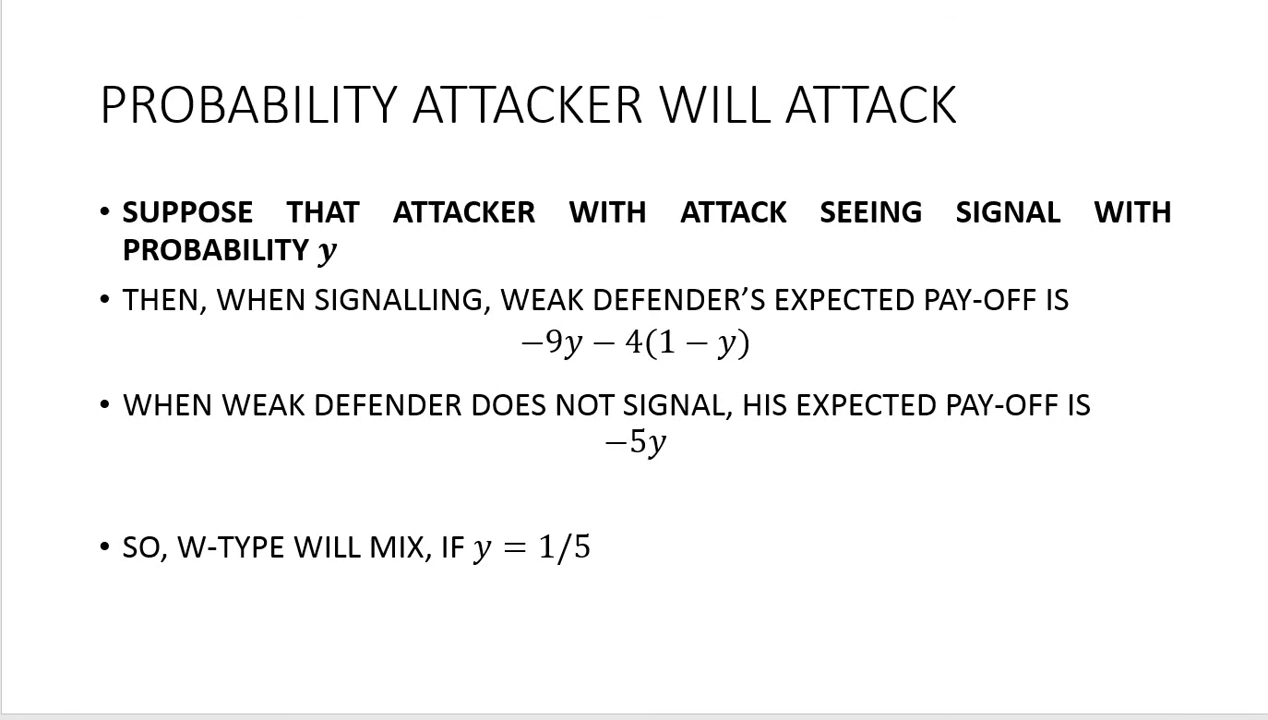 PROBABILITY ATTACKER WILL ATTACK
• SUPPOSE THAT ATTACKER WITH ATTACK SEEING SIGNAL WITH
PROBABILITY y
• THEN, WHEN SIGNALLING, WEAK DEFENDER’S EXPECTED PAY-OFF IS
−9y − 4(1 − y)
• WHEN WEAK DEFENDER DOES NOT SIGNAL, HIS EXPECTED PAY-OFF IS
−5y
• SO, W-TYPE WILL MIX, IF y = 1/5